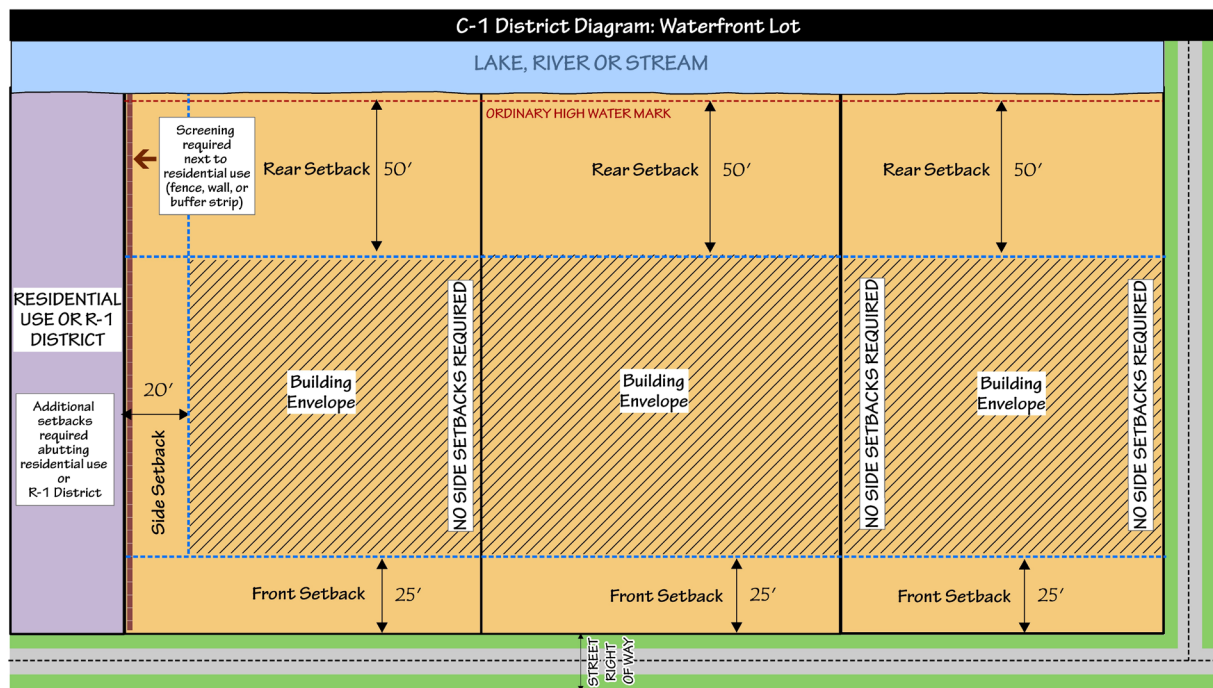 C-1 District Diagram: Waterfront Lot
LAKE, RIVER OR STREAM
ORDINARY HIGH WATER MARK
Screening
required
next to
residential use
(fence, wall, or
buffer strip)
Rear Setback
50'
Rear Setback
50'
Rear Setback
50'
RESIDENTIAL
USE OR R-1
DISTRICT
Additional
setbacks
required
abutting
residential use
or
R-1 District
20'
Side Setback
Building
Envelope
NO SIDE SETBACKS REQUIRED
Building
Envelope
NO SIDE SETBACKS REQUIRED
Building
Envelope
NO SIDE SETBACKS REQUIRED
Front Setback
25'
Front Setback
25'
Front Setback
25'
STREET
RIGHT
OF WAY